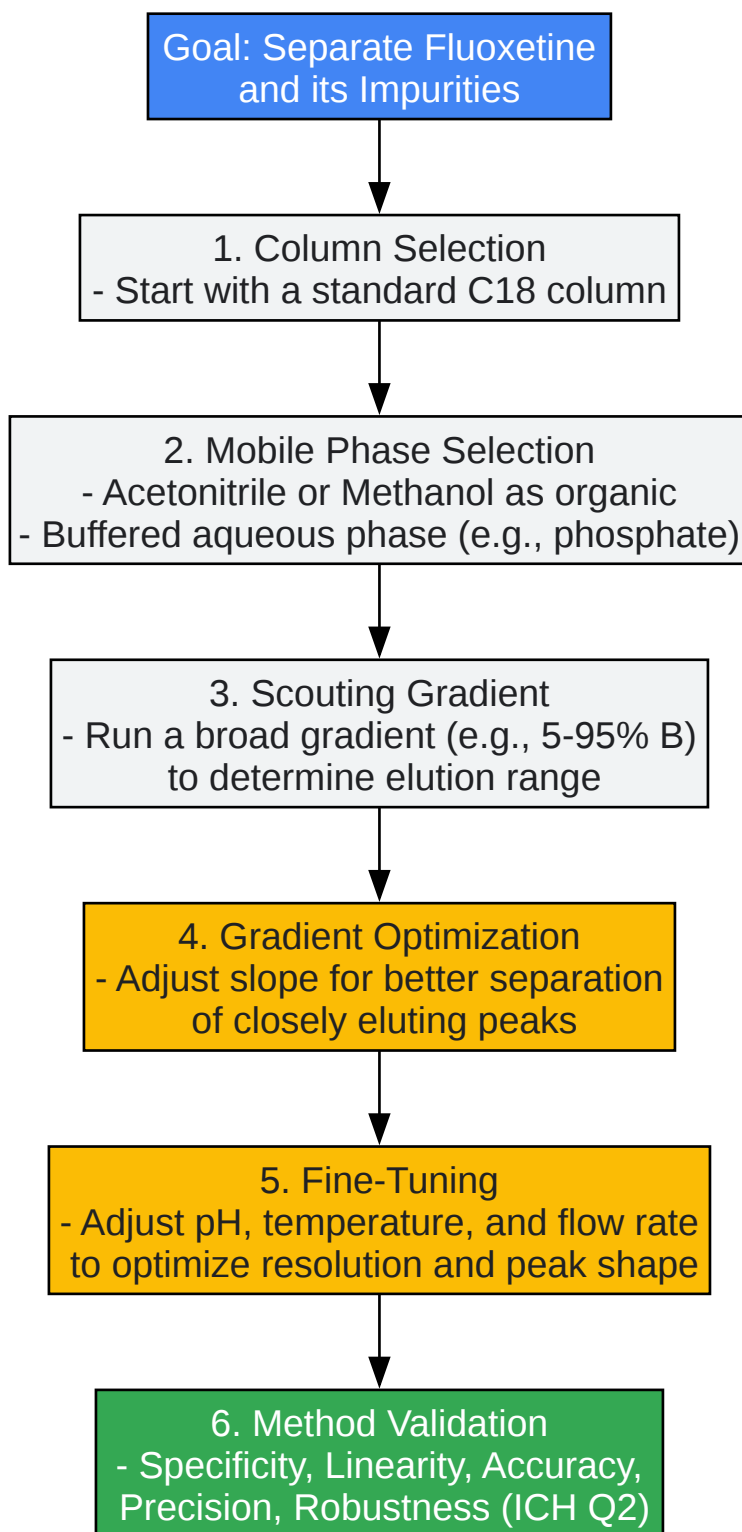 Goal: Separate Fluoxetine
and its Impurities
1. Column Selection
- Start with a standard C18 column
2. Mobile Phase Selection
- Acetonitrile or Methanol as organic
- Buffered aqueous phase (e.g., phosphate)
3. Scouting Gradient
- Run a broad gradient (e.g., 5-95% B)
to determine elution range
4. Gradient Optimization
- Adjust slope for better separation
of closely eluting peaks
5. Fine-Tuning
- Adjust pH, temperature, and flow rate
to optimize resolution and peak shape
6. Method Validation
- Specificity, Linearity, Accuracy,
Precision, Robustness (ICH Q2)